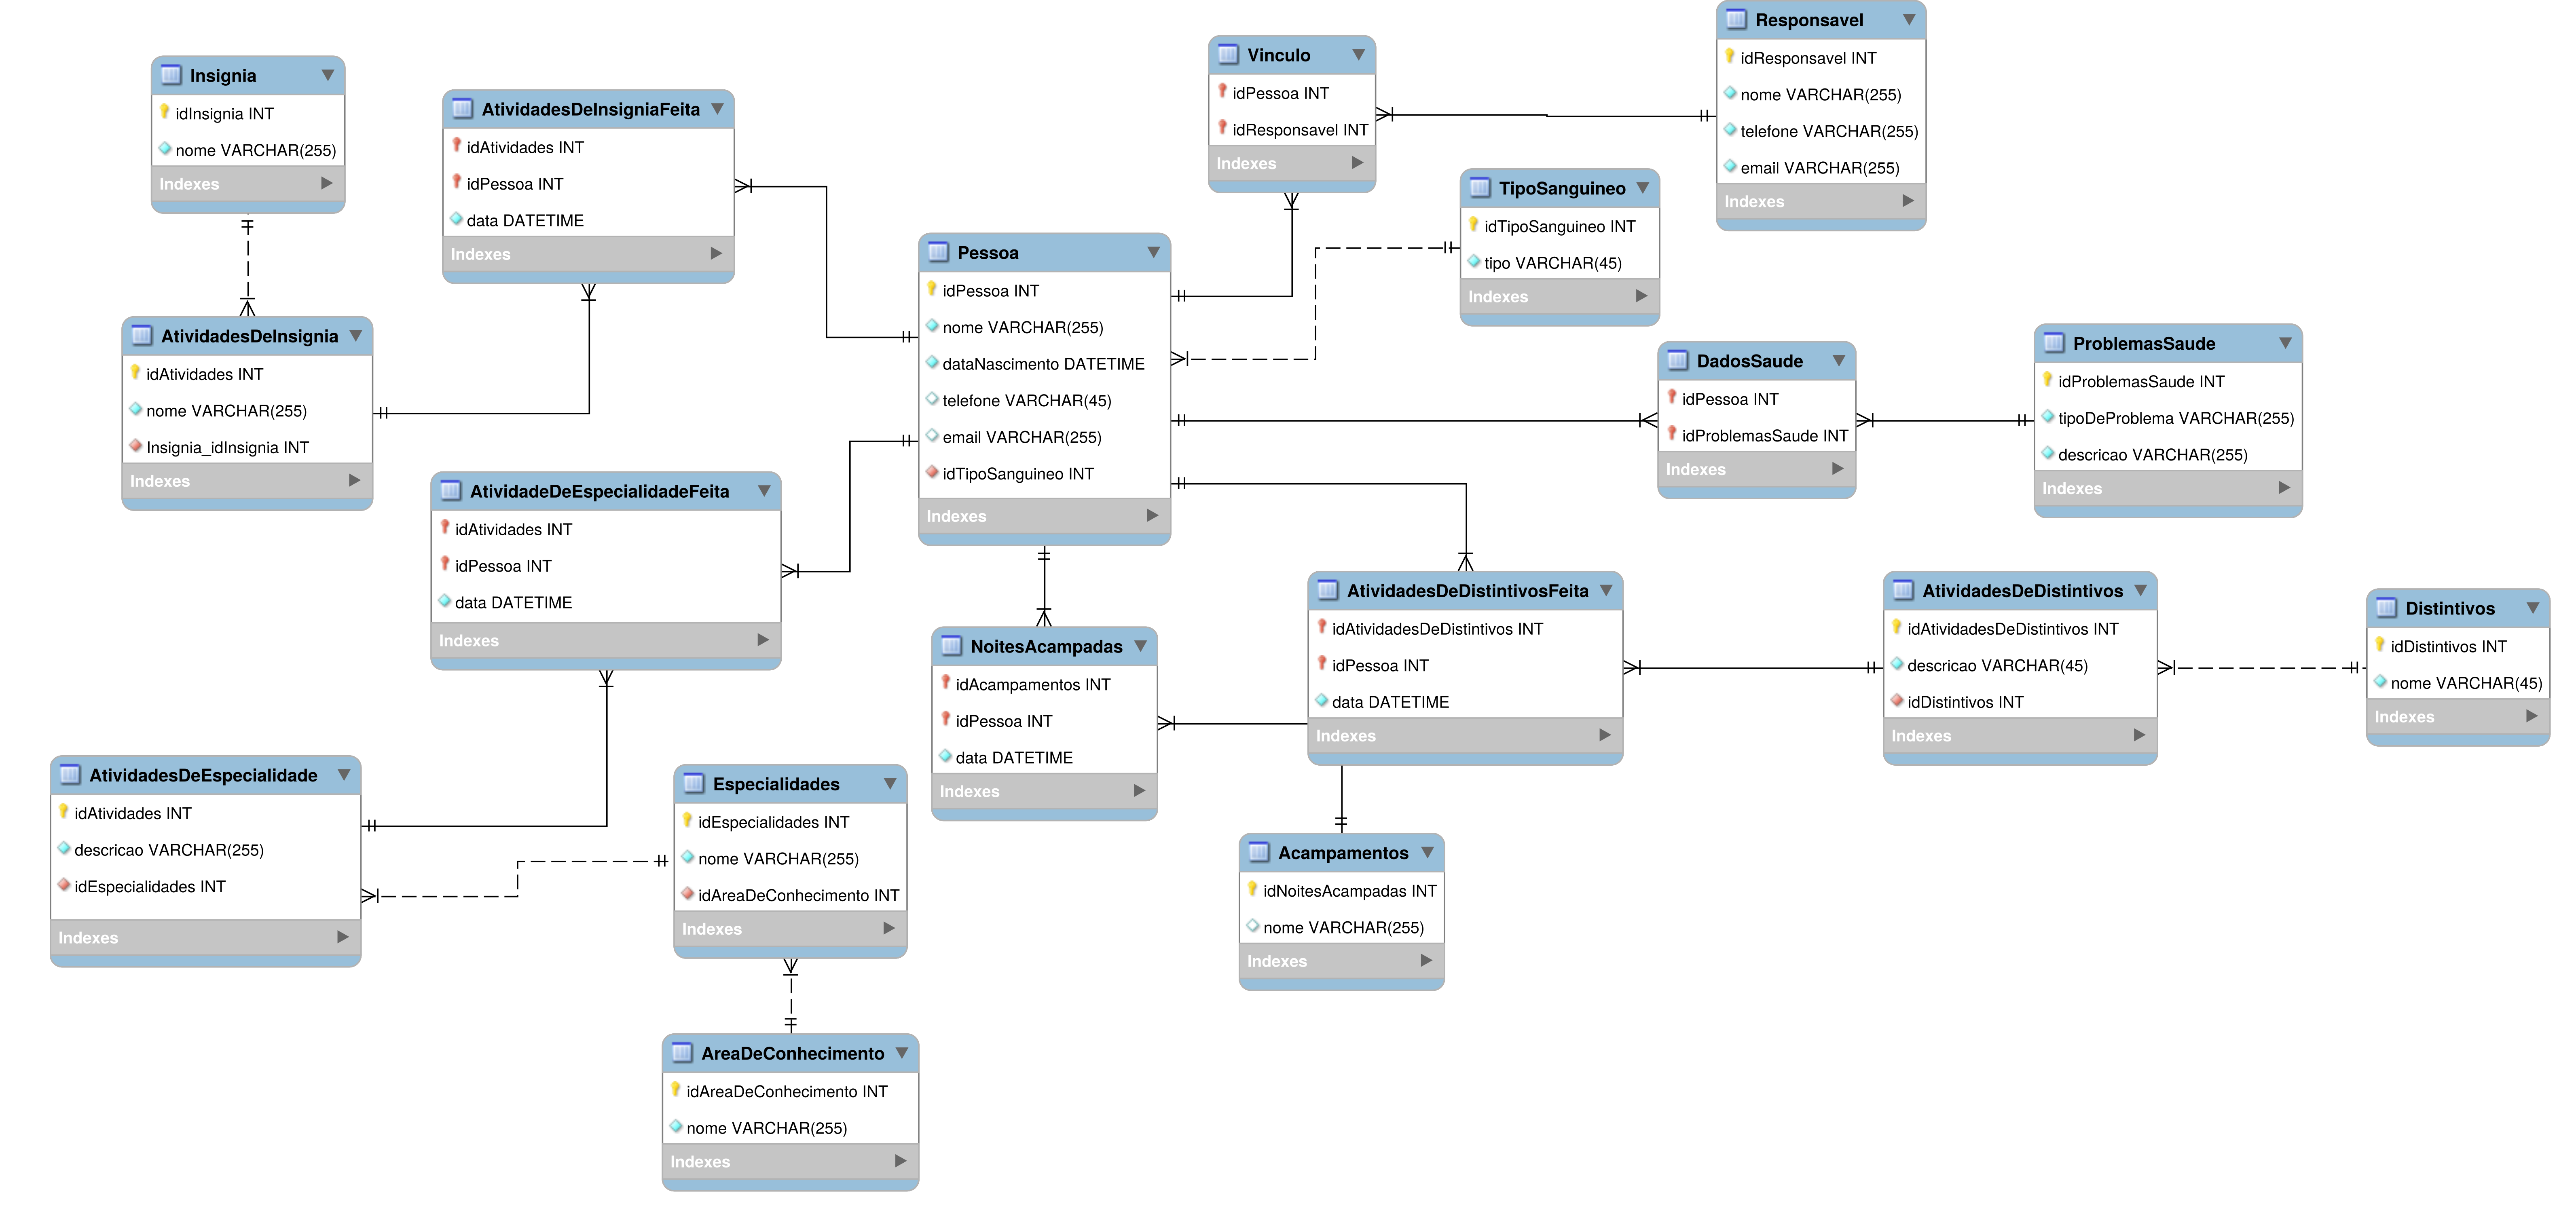 Insignia
idInsignia INT
nome VARCHAR(255)
Indexes
AtividadesDeInsigniaFeita
idAtividades INT
idPessoa INT
data DATETIME
Indexes
Vinculo
idPessoa INT
idResponsavel INT
Indexes
Responsavel
idResponsavel INT
nome VARCHAR(255)
telefone VARCHAR(255)
email VARCHAR(255)
Indexes
TipoSanguineo
idTipoSanguineo INT
tipo VARCHAR(45)
Indexes
Pessoa
idPessoa INT
nome VARCHAR(255)
dataNascimento DATETIME
telefone VARCHAR(45)
email VARCHAR(255)
idTipoSanguineo INT
Indexes
AtividadesDeInsignia
idAtividades INT
nome VARCHAR(255)
Insignia_idInsignia INT
Indexes
DadosSaude
idPessoa INT
idProblemasSaude INT
Indexes
ProblemasSaude
idProblemasSaude INT
tipoDeProblema VARCHAR(255)
descricao VARCHAR(255)
Indexes
AtividadeDeEspecialidadeFeita
idAtividades INT
idPessoa INT
data DATETIME
Indexes
NoitesAcampadas
idAcampamentos INT
idPessoa INT
data DATETIME
Indexes
AtividadesDeDistintivosFeita
idAtividadesDeDistintivos INT
idPessoa INT
data DATETIME
Indexes
AtividadesDeDistintivos
idAtividadesDeDistintivos INT
descricao VARCHAR(45)
idDistintivos INT
Indexes
Distintivos
idDistintivos INT
nome VARCHAR(45)
Indexes
AtividadesDeEspecialidade
idAtividades INT
descricao VARCHAR(255)
idEspecialidades INT
Indexes
Especialidades
idEspecialidades INT
nome VARCHAR(255)
idAreaDeConhecimento INT
Indexes
Acampamentos
idNoitesAcampadas INT
nome VARCHAR(255)
Indexes
AreaDeConhecimento
idAreaDeConhecimento INT
nome VARCHAR(255)
Indexes